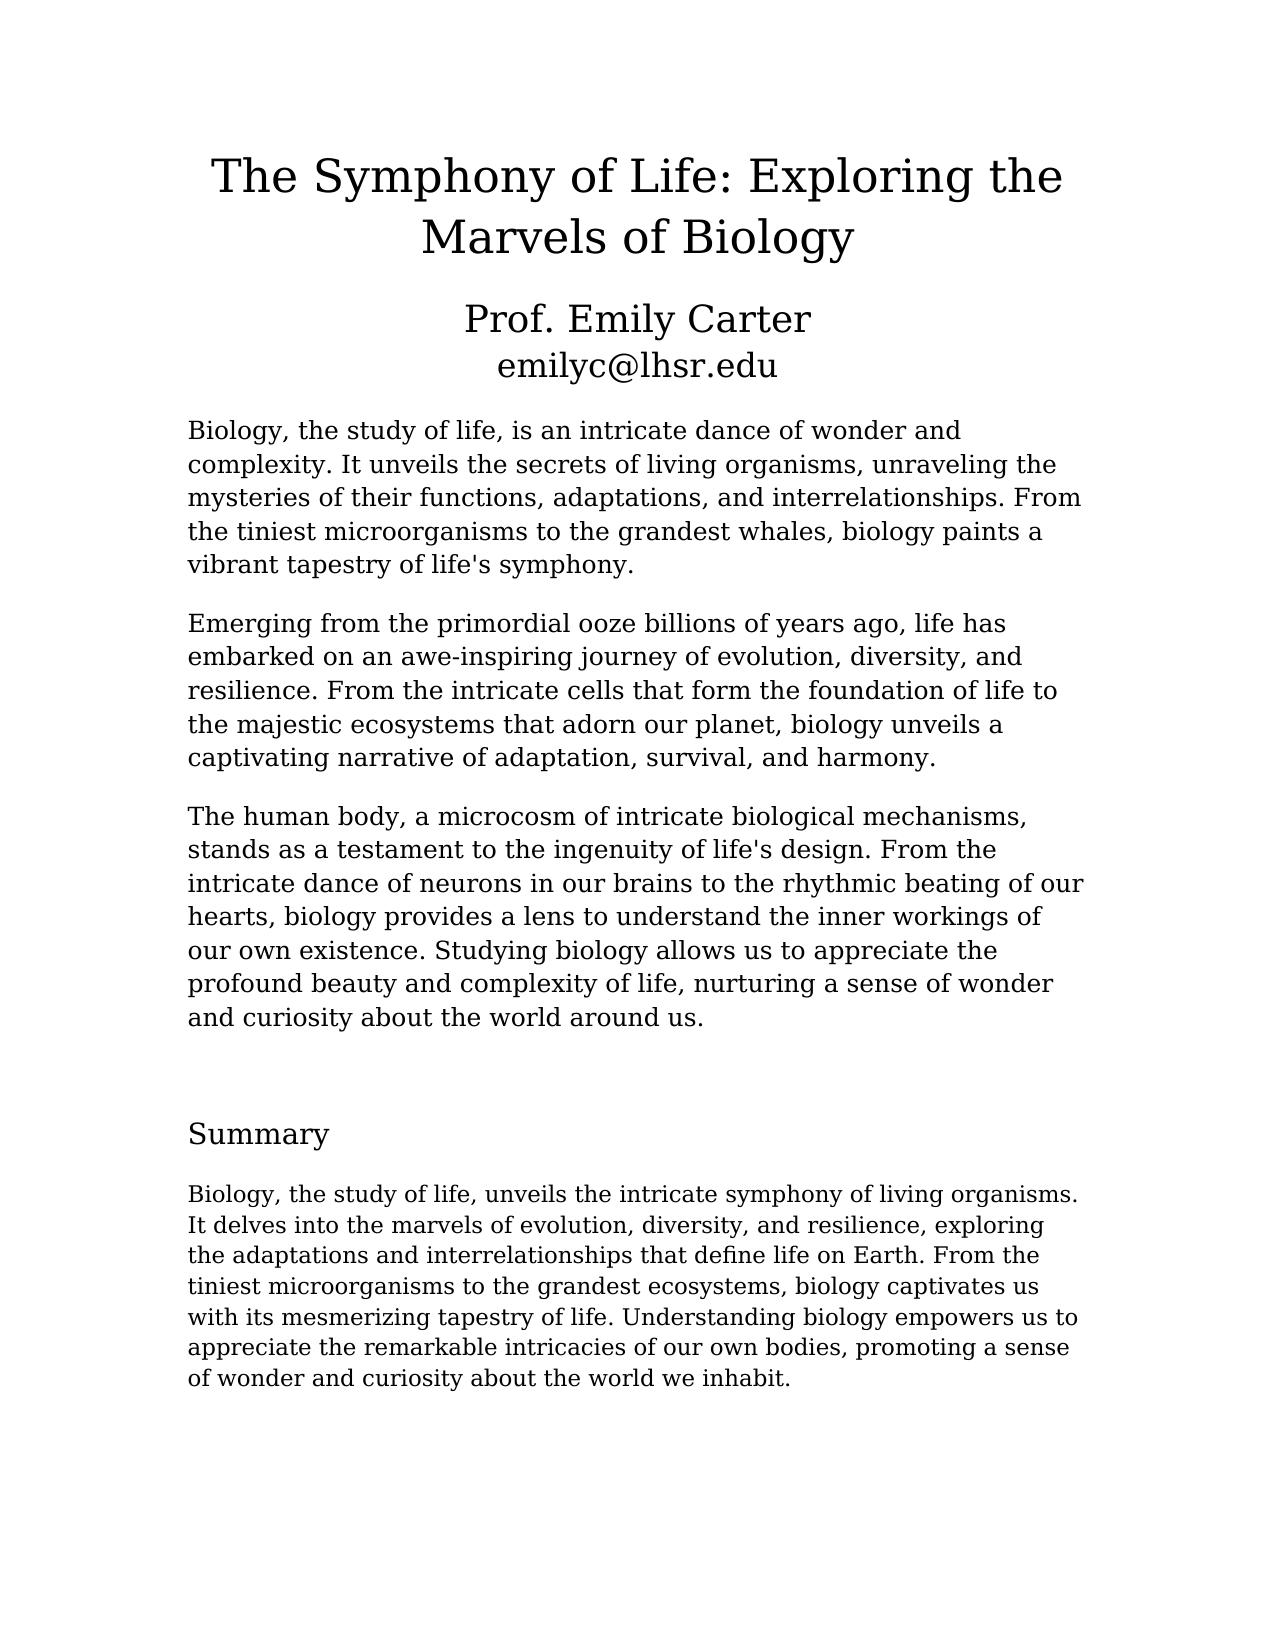 The Symphony of Life: Exploring the
Marvels of Biology
Prof. Emily Carter
emilyc@lhsr.edu
Biology, the study of life, is an intricate dance of wonder and
complexity. It unveils the secrets of living organisms, unraveling the
mysteries of their functions, adaptations, and interrelationships. From
the tiniest microorganisms to the grandest whales, biology paints a
vibrant tapestry of life's symphony.
Emerging from the primordial ooze billions of years ago, life has
embarked on an awe-inspiring journey of evolution, diversity, and
resilience. From the intricate cells that form the foundation of life to
the majestic ecosystems that adorn our planet, biology unveils a
captivating narrative of adaptation, survival, and harmony.
The human body, a microcosm of intricate biological mechanisms,
stands as a testament to the ingenuity of life's design. From the
intricate dance of neurons in our brains to the rhythmic beating of our
hearts, biology provides a lens to understand the inner workings of
our own existence. Studying biology allows us to appreciate the
profound beauty and complexity of life, nurturing a sense of wonder
and curiosity about the world around us.
Summary
Biology, the study of life, unveils the intricate symphony of living organisms.
It delves into the marvels of evolution, diversity, and resilience, exploring
the adaptations and interrelationships that define life on Earth. From the
tiniest microorganisms to the grandest ecosystems, biology captivates us
with its mesmerizing tapestry of life. Understanding biology empowers us to
appreciate the remarkable intricacies of our own bodies, promoting a sense
of wonder and curiosity about the world we inhabit.